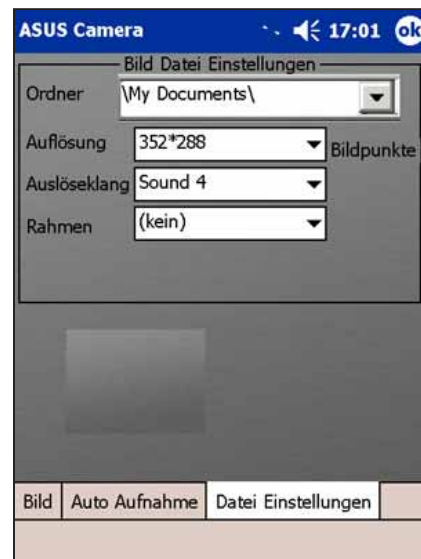 ASUS Camera 17:01 ok
Bild Datei Einstellungen
Ordner \My Documents\
Auflösung 352*288 Bildpunkte
Auslöseklang Sound 4
Rahmen (kein)
Bild Auto Aufnahme Datei Einstellungen